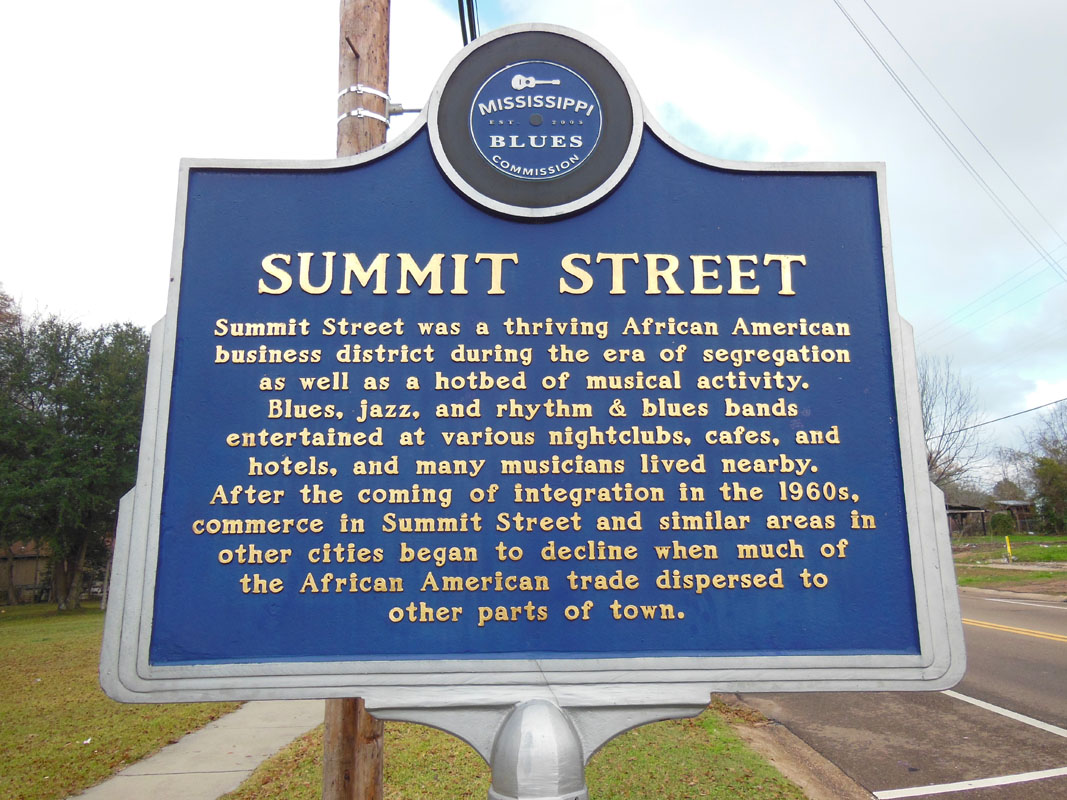 MISSISSIPPI
EST. 2005
BLUES
COMMISSION
SUMMIT STREET
Summit Street was a thriving African American
business district during the era of segregation
as well as a hotbed of musical activity.
Blues, jazz, and rhythm & blues bands
entertained at various nightclubs, cafes, and
hotels, and many musicians lived nearby.
After the coming of integration in the 1960s,
commerce in Summit Street and similar areas in
other cities began to decline when much of
the African American trade dispersed to
other parts of town.